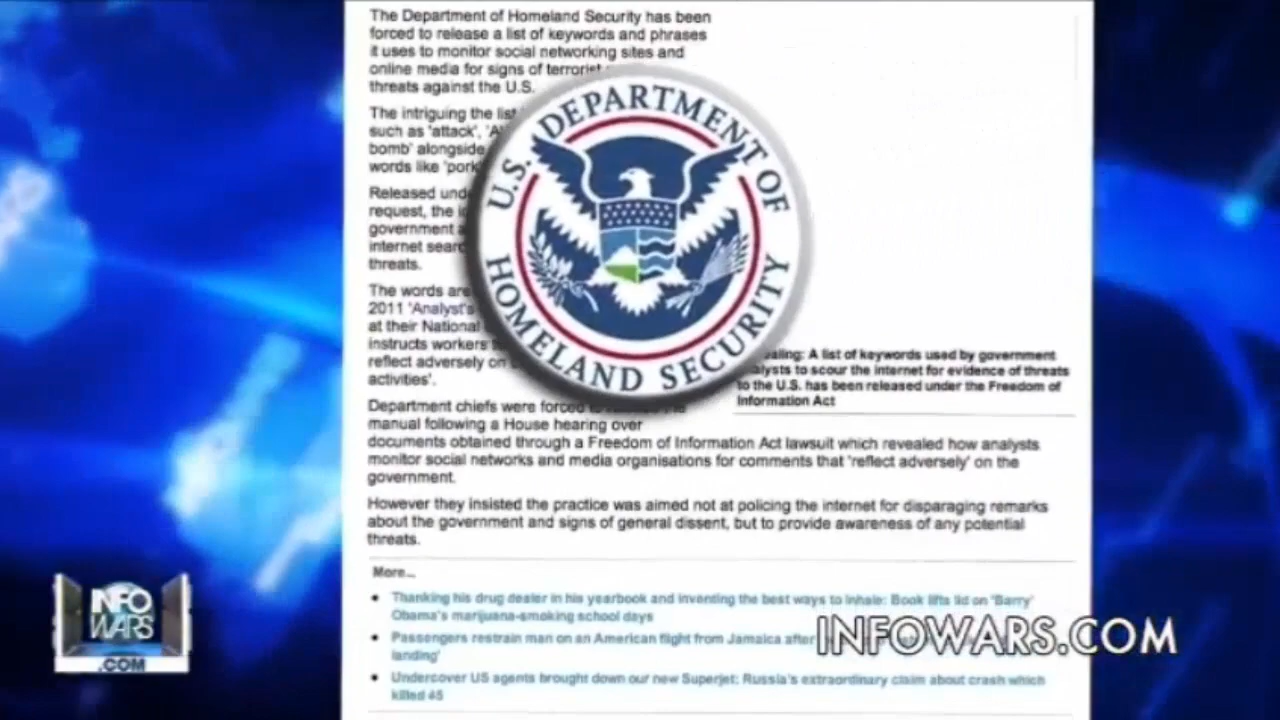 The Department of Homeland Security has been
forced to release a list of keywords and phrases
it uses to monitor social networking sites and
online media for signs of terrorist
threats against the U.S.
The intriguing the list
such as 'attack',
bomb' alongside
words like 'pork'
Released
request, the
government
internet
threats.
The words are
2011 'Analyst's
at their National
instructs workers
reflect adversely on
activities'.
Department chiefs were forced
manual following a House hearing over
documents obtained through a Freedom of Information Act lawsuit which revealed how analysts
monitor social networks and media organisations for comments that 'reflect adversely' on the
government.
However they insisted the practice was aimed not at policing the internet for disparaging remarks
about the government and signs of general dissent, but to provide awareness of any potential
threats.
U.S. DEPARTMENT OF
HOMELAND SECURITY
A list of keywords used by government
to scour the internet for evidence of threats
to the U.S. has been released under the Freedom of
Information Act
More...
Thanking his drug dealer in his yearbook and inventing the best ways to inhale: Book lifts lid on 'Barry'
Obama's marijuana-smoking school days
Passengers restrain man on an American flight from Jamaica after
landing'
Undercover US agents brought down our new Superjet: Russia's extraordinary claim about crash which
killed 45
INFO
WARS
.COM
INFOWARS.COM